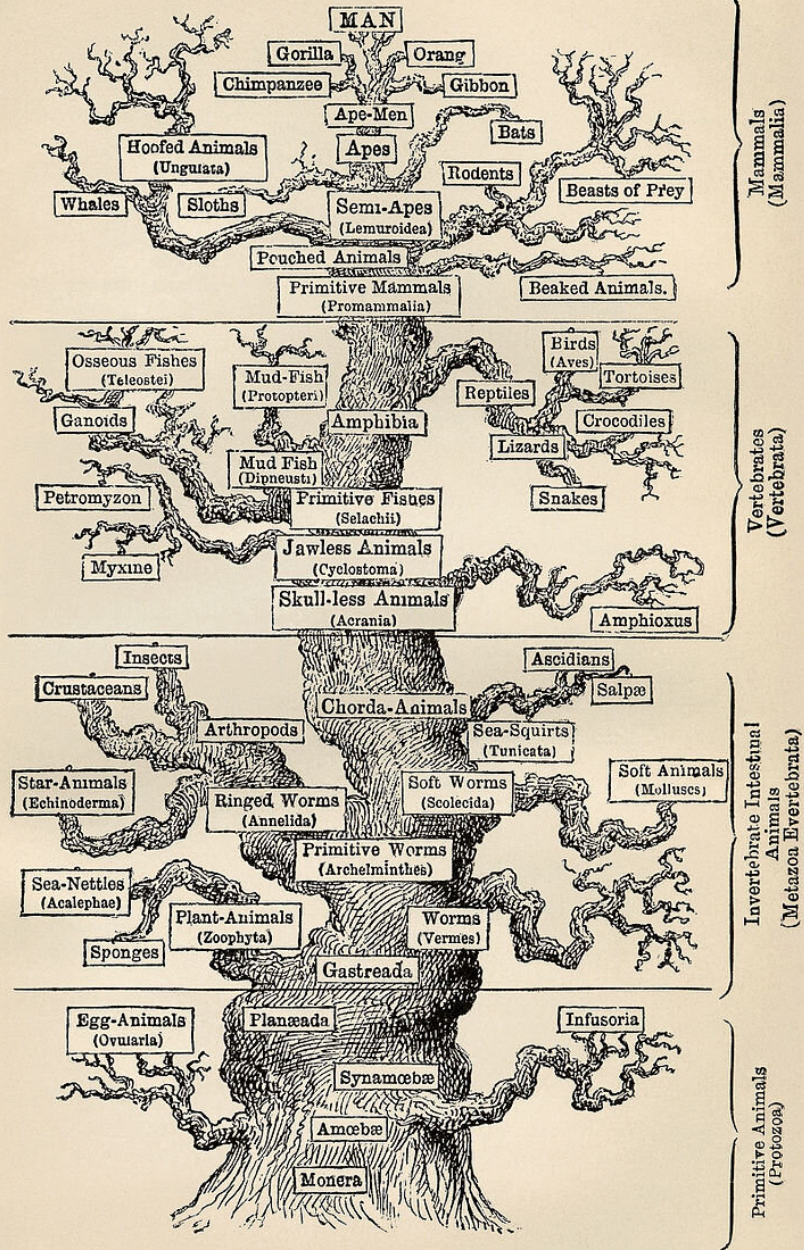 MAN
Gorilla
Orang
Chimpanzee
Gibbon
Ape-Men
Bats
Apes
Hoofed Animals
(Ungulata)
Rodents
Beasts of Prey
Whales
Sloths
Semi-Apes
(Lemuroidea)
Pouched Animals
Primitive Mammals
(Promammalia)
Beaked Animals.
Mammals
(Mammalia)
Osseous Fishes
(Teleostei)
Mud-Fish
(Protopteri)
Birds
(Aves)
Tortoises
Reptiles
Ganoids
Amphibia
Crocodiles
Lizards
Mud Fish
(Dipneusti)
Snakes
Petromyzon
Primitive Fishes
(Selachii)
Jawless Animals
(Cyclostoma)
Myxine
Skull-less Animals
(Acrania)
Amphioxus
Vertebrates
(Vertebrata)
Insects
Ascidians
Crustaceans
Salpæ
Chorda-Animals
Arthropods
Sea-Squirts
(Tunicata)
Star-Animals
(Echinoderma)
Soft Worms
(Scolecida)
Soft Animals
(Molluscs)
Ringed Worms
(Annelida)
Primitive Worms
(Archelminthes)
Sea-Nettles
(Acalephae)
Plant-Animals
(Zoophyta)
Worms
(Vermes)
Sponges
Gastreada
Invertebrate Intestinal
Animals
(Metazoa Evertebrata)
Egg-Animals
(Ovularia)
Planæada
Infusoria
Synamœbæ
Amœbæ
Monera
Primitive Animals
(Protozoa)